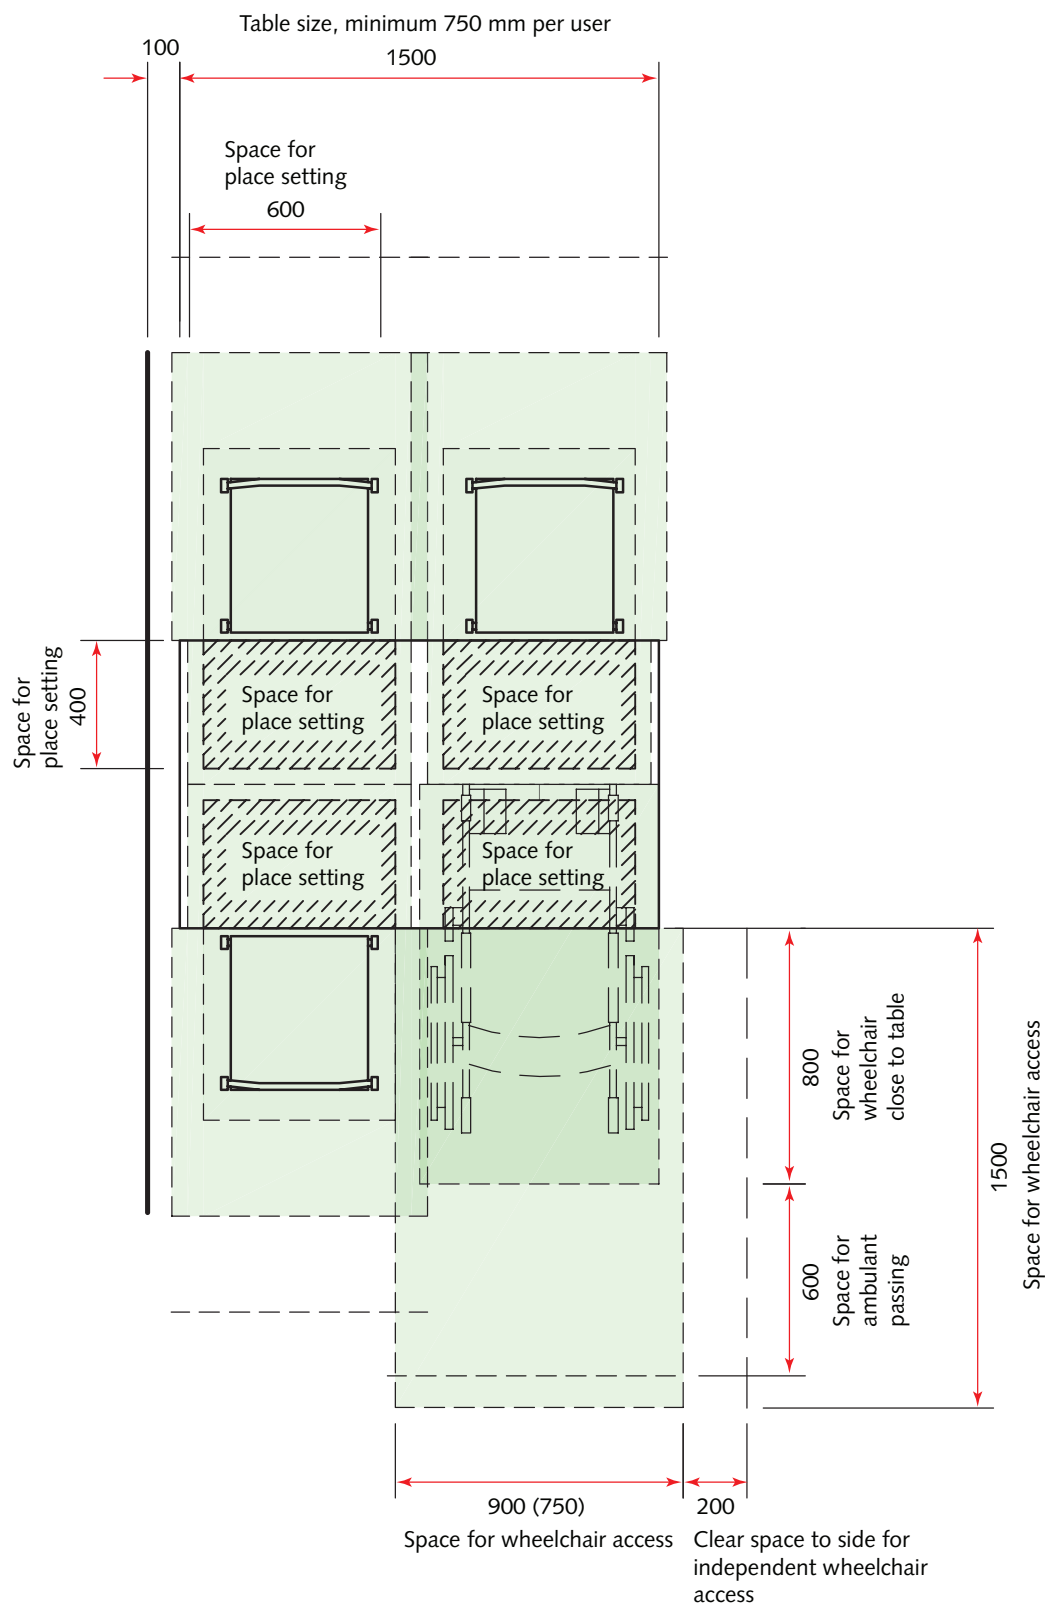 Table size, minimum 750 mm per user
100
1500
Space for
place setting
600
Space for
place setting
400
Space for
place setting
Space for
place setting
Space for
place setting
Space for
place setting
800
Space for
wheelchair
close to table
600
Space for
ambulant
passing
1500
Space for wheelchair access
900 (750)
Space for wheelchair access
200
Clear space to side for
independent wheelchair
access